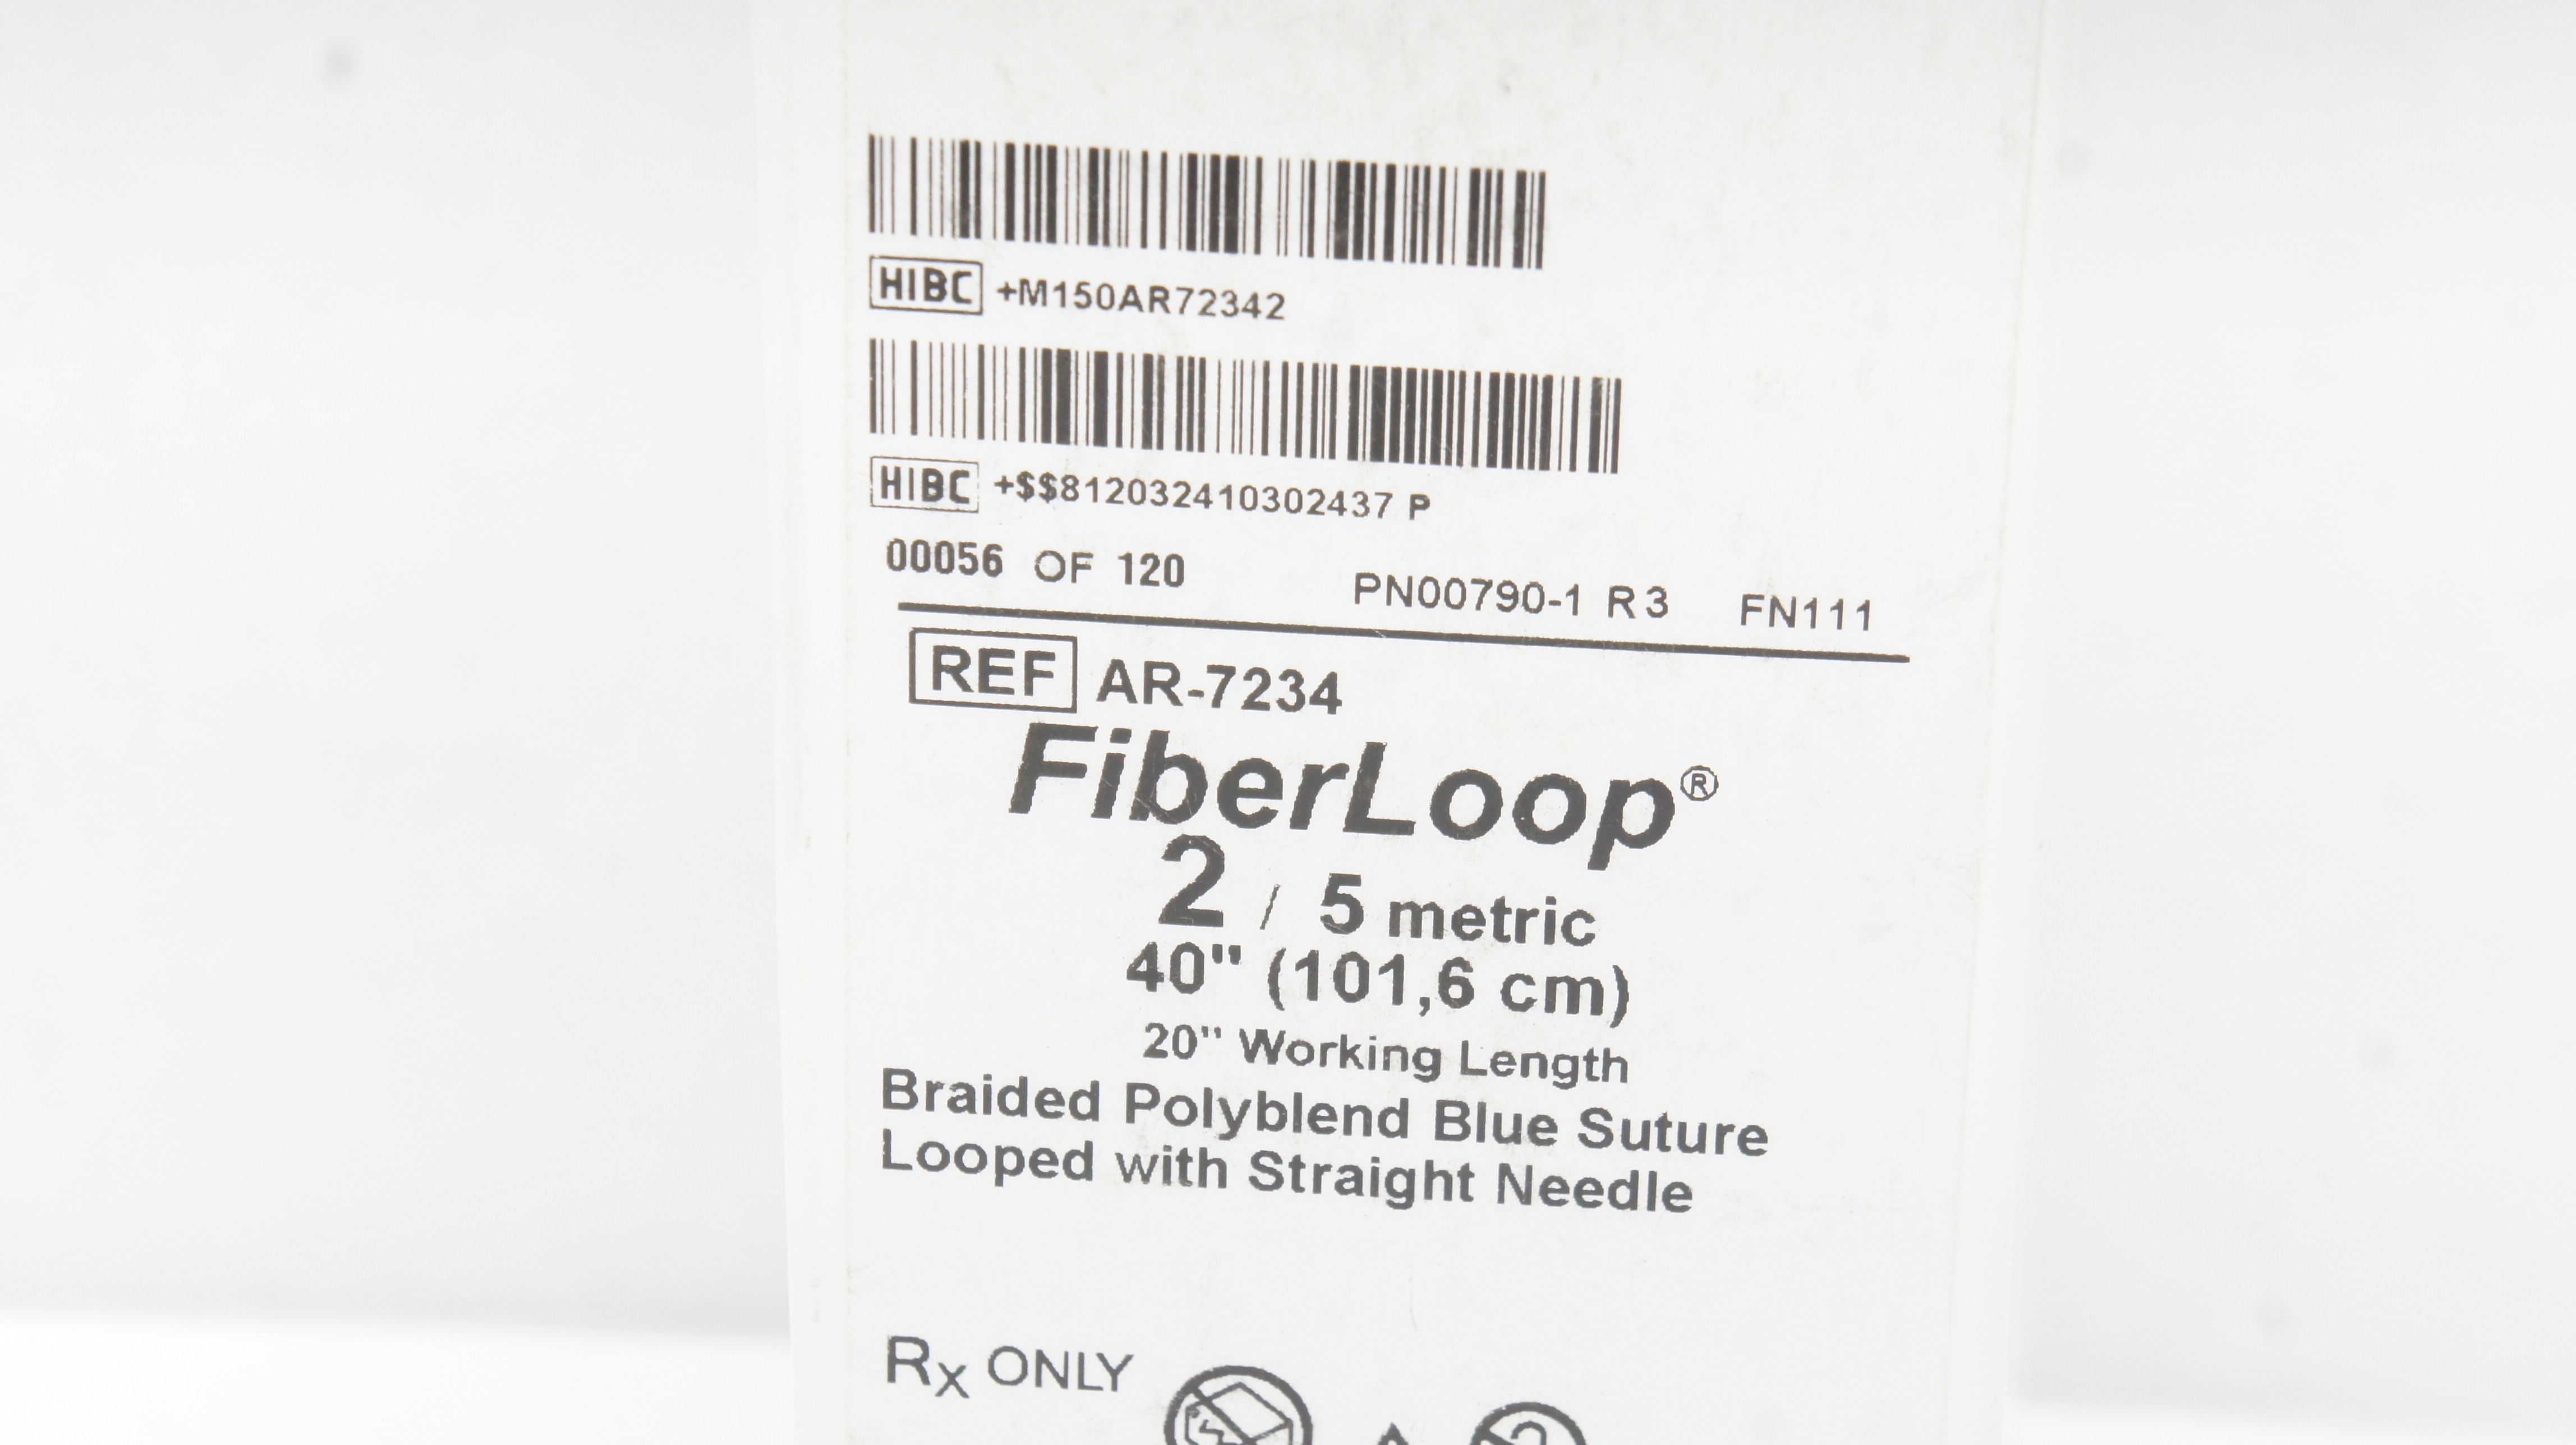 HIBC +M150AR72342
HIBC +$$812032410302437 P
00056 OF 120 PN00790-1 R3 FN111
REF AR-7234
FiberLoop®
2 / 5 metric
40" (101,6 cm)
20" Working Length
Braided Polyblend Blue Suture
Looped with Straight Needle
Rx ONLY
2